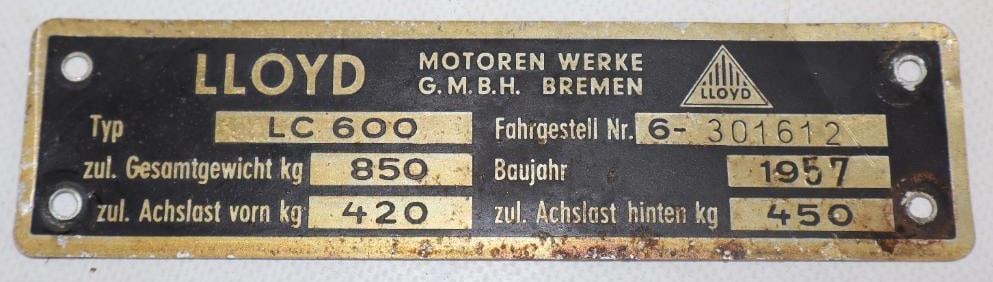 LLOYD MOTOREN WERKE
G.M.B.H. BREMEN
LLOYD
Typ LC 600 Fahrgestell Nr. 6- 301612
zul. Gesamtgewicht kg 850 Baujahr 1957
zul. Achslast vorn kg 420 zul. Achslast hinten kg 450